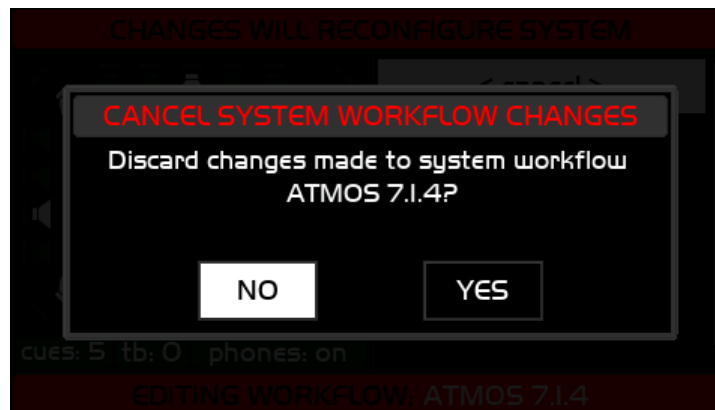 CHANGES WILL RECONFIGURE SYSTEM
< cancel >
CANCEL SYSTEM WORKFLOW CHANGES
Discard changes made to system workflow
ATMOS 7.1.4?
NO YES
cues: 5 tb: 0 phones: on
EDITING WORKFLOW: ATMOS 7.1.4